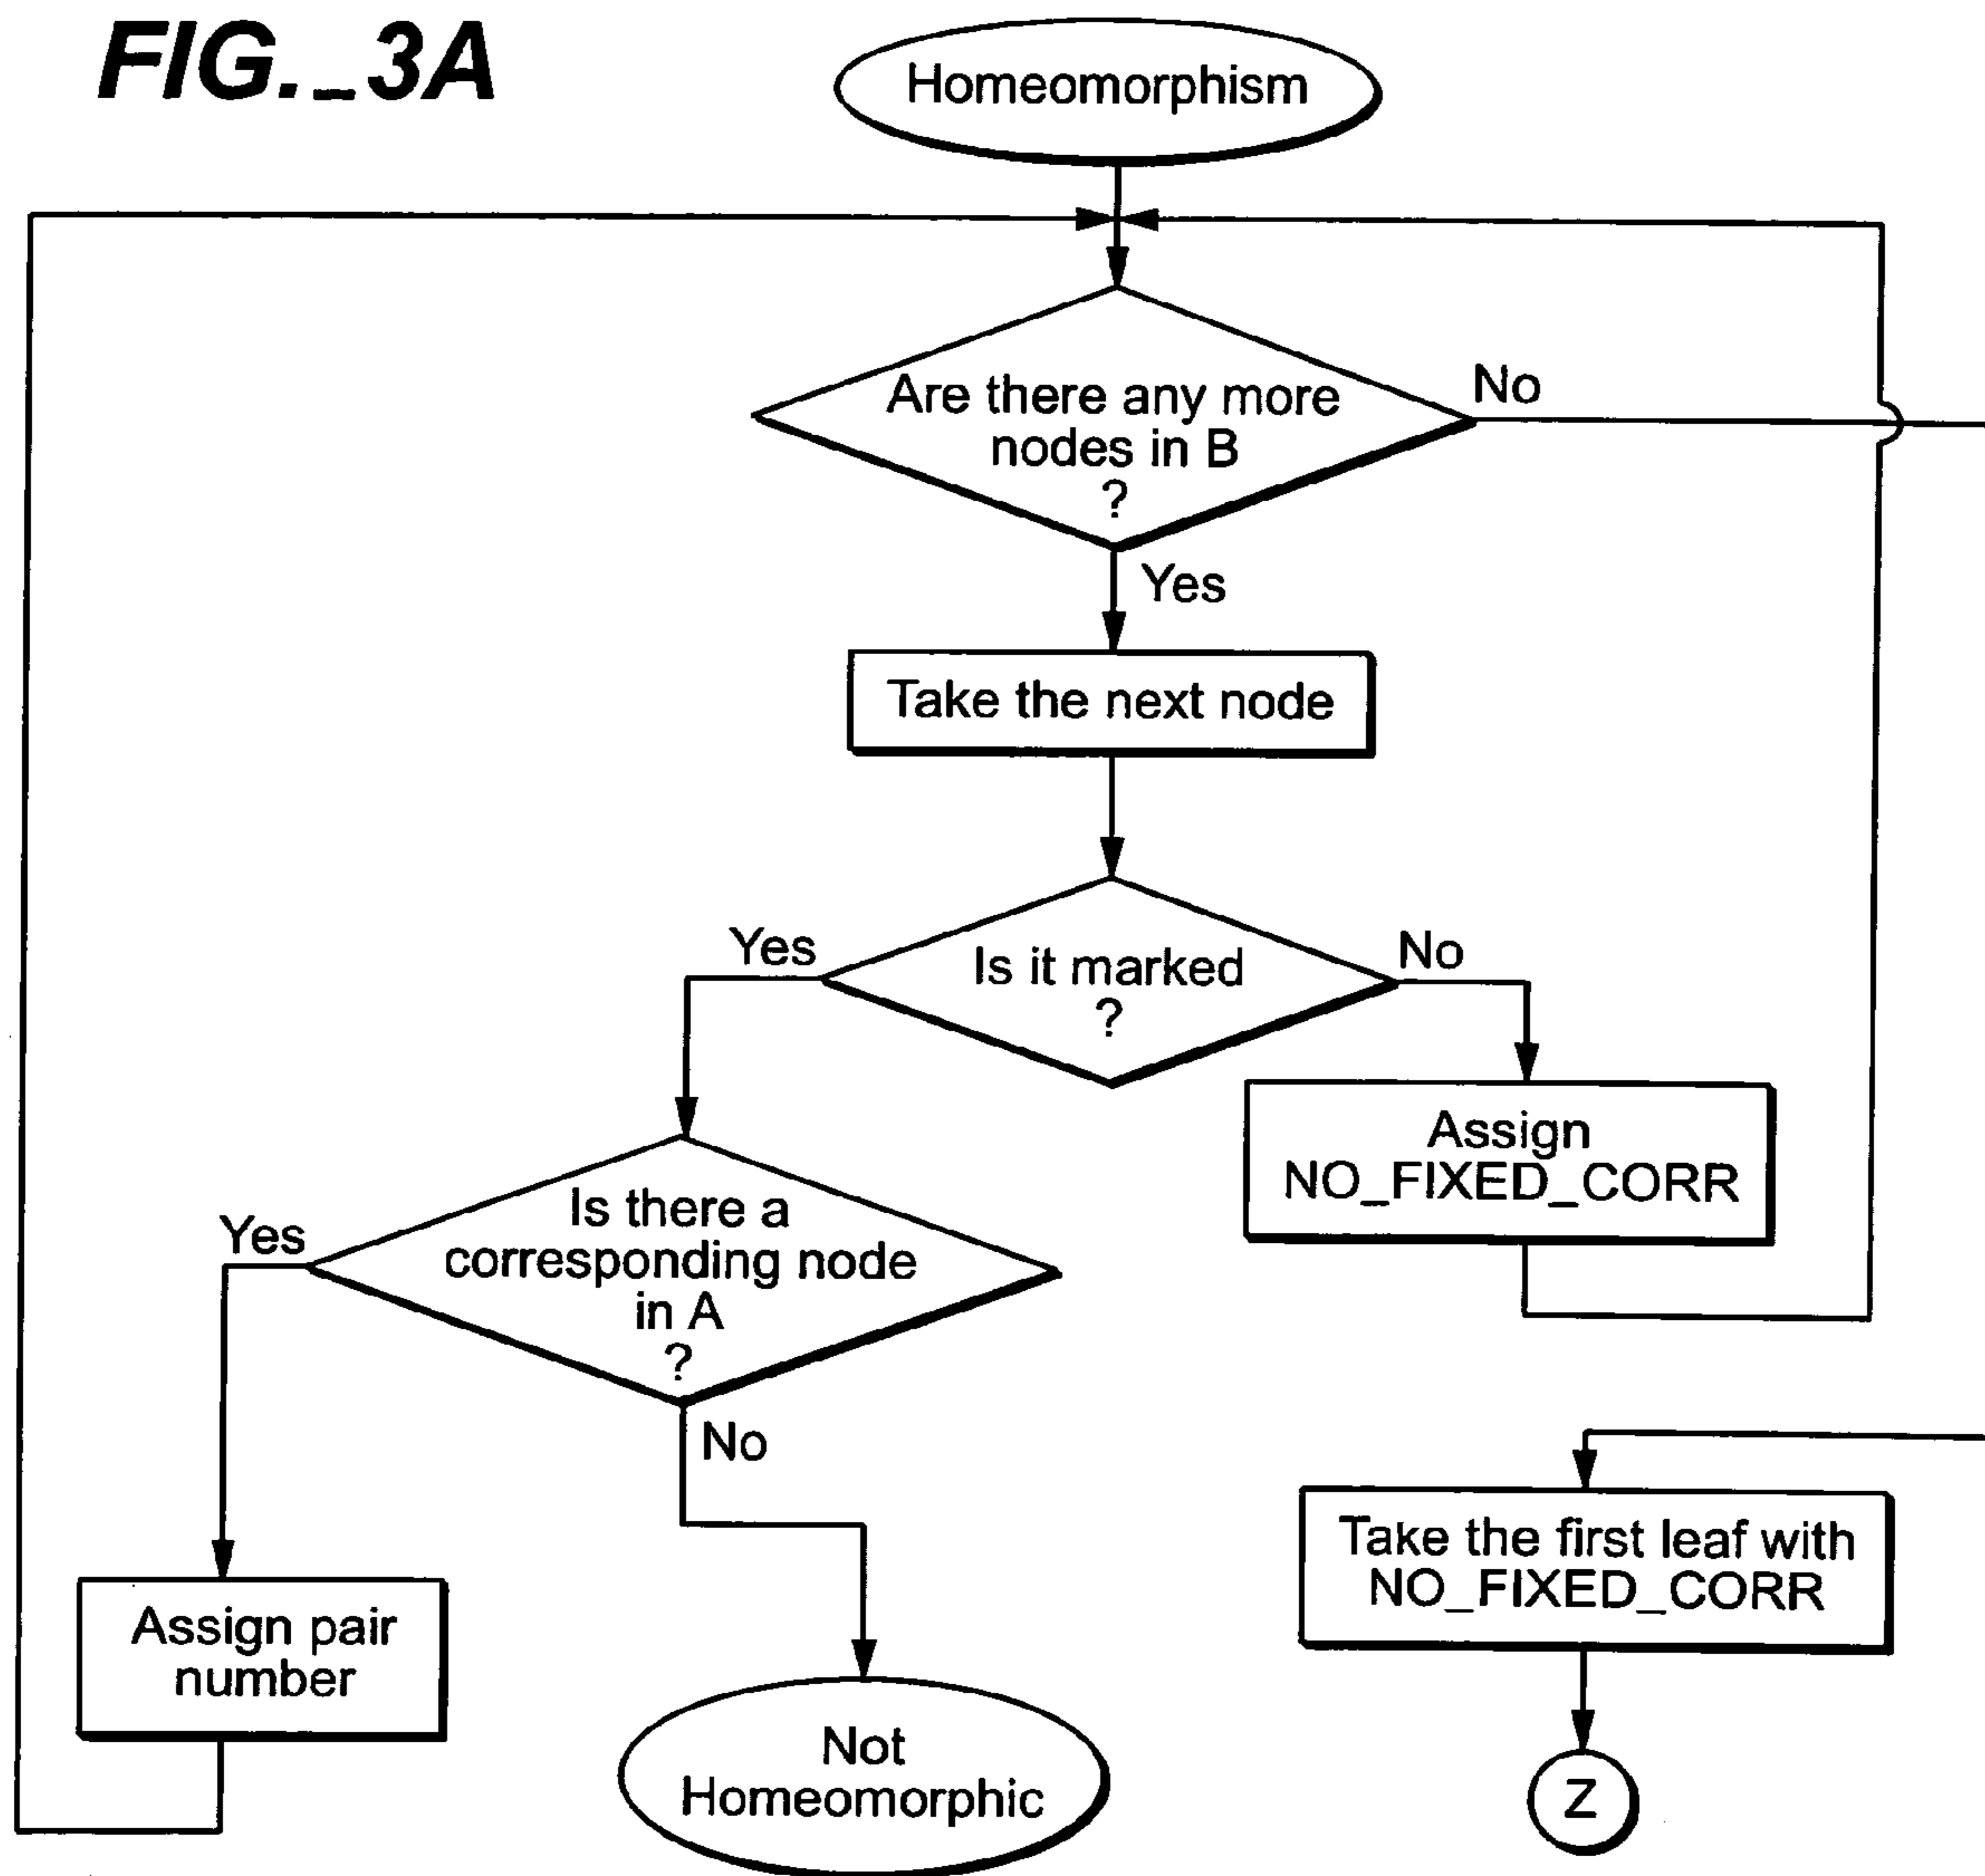 FIG._3A
Homeomorphism
Are there any more
nodes in B
?
No
Yes
Take the next node
Is it marked
?
Yes
No
Assign
NO_FIXED_CORR
Is there a
corresponding node
in A
?
Yes
No
Assign pair
number
Not
Homeomorphic
Take the first leaf with
NO_FIXED_CORR
Z